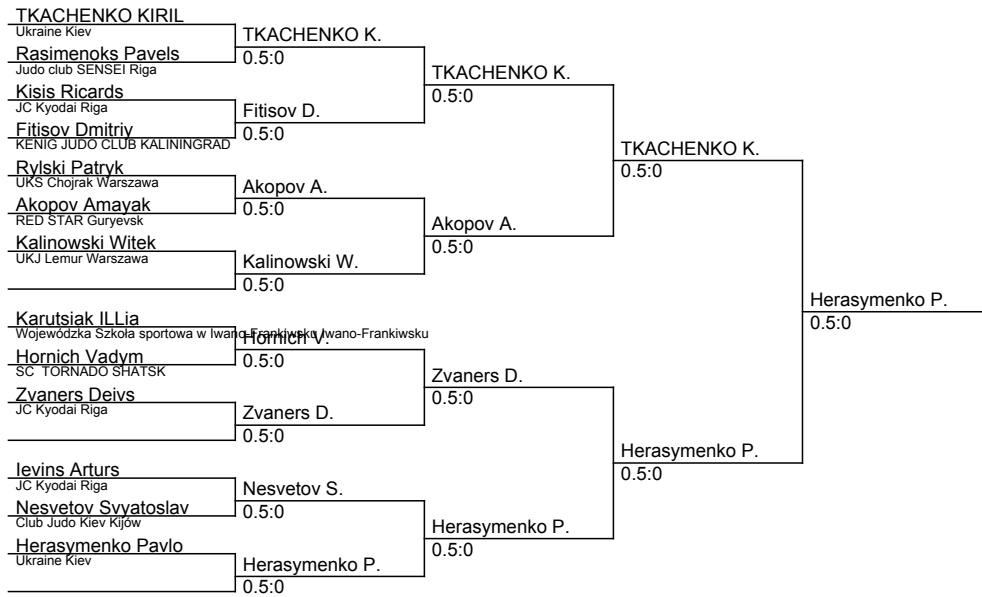 TKACHENKO KIRIL
Ukraine Kiev
Rasimenoks Pavels
Judo club SENSEI Riga
Kisis Ricards
JC Kyodai Riga
Fitisov Dmitriy
KENIG JUDO CLUB KALININGRAD
Rylski Patryk
UKS Chojrak Warszawa
Akopov Amayak
RED STAR Guryevsk
Kalinowski Witek
UKJ Lemur Warszawa
Karutsiak ILLia
Wojewódzka Szkoła sportowa w Iwano-Frankiwsku Iwano-Frankiwsku
Hornich Vadym
SC TORNADO SHATSK
Zvaners Deivs
JC Kyodai Riga
Ievins Arturs
JC Kyodai Riga
Nesvetov Svyatoslav
Club Judo Kiev Kijów
Herasymenko Pavlo
Ukraine Kiev
TKACHENKO K.
0.5:0
Fitisov D.
0.5:0
Akopov A.
0.5:0
Kalinowski W.
0.5:0
Hornich V.
0.5:0
Zvaners D.
0.5:0
Nesvetov S.
0.5:0
Herasymenko P.
0.5:0
TKACHENKO K.
0.5:0
Akopov A.
0.5:0
Zvaners D.
0.5:0
Herasymenko P.
0.5:0
TKACHENKO K.
0.5:0
Herasymenko P.
0.5:0
Herasymenko P.
0.5:0